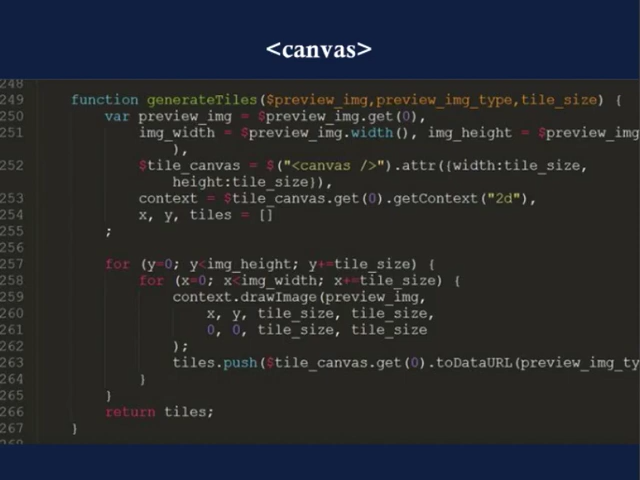 <canvas>
248
249 function generateTiles($preview_img,preview_img_type,tile_size) {
250 var preview_img = $preview_img.get(0),
251 img_width = $preview_img.width(), img_height = $preview_img
),
252 $tile_canvas = $("<canvas />").attr({width:tile_size,
height:tile_size}),
253 context = $tile_canvas.get(0).getContext("2d"),
254 x, y, tiles = []
255 ;
256
257 for (y=0; y<img_height; y+=tile_size) {
258 for (x=0; x<img_width; x+=tile_size) {
259 context.drawImage(preview_img,
260 x, y, tile_size, tile_size,
261 0, 0, tile_size, tile_size
262 );
263 tiles.push($tile_canvas.get(0).toDataURL(preview_img_ty
264 }
265 }
266 return tiles;
267 }
268